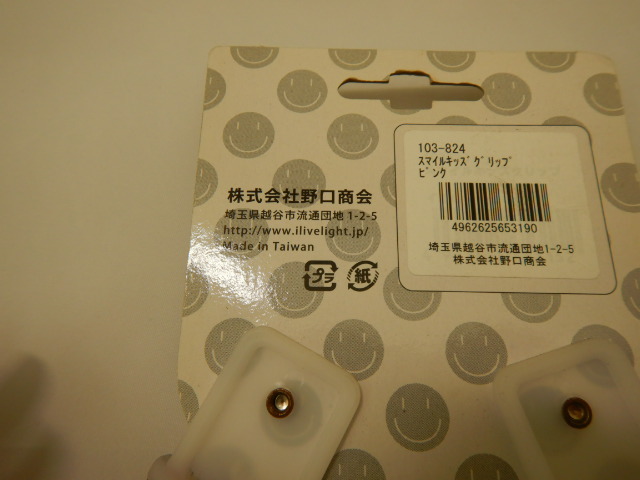 株式会社野口商会
埼玉県越谷市流通団地1-2-5
http://www.ilivelight.jp/
Made in Taiwan
プラ
紙
103-824
ｽﾏｲﾙｷｯｽﾞｸﾞﾘｯﾌﾟ
ﾋﾟﾝｸ
4962625653190
埼玉県越谷市流通団地1-2-5
株式会社野口商会